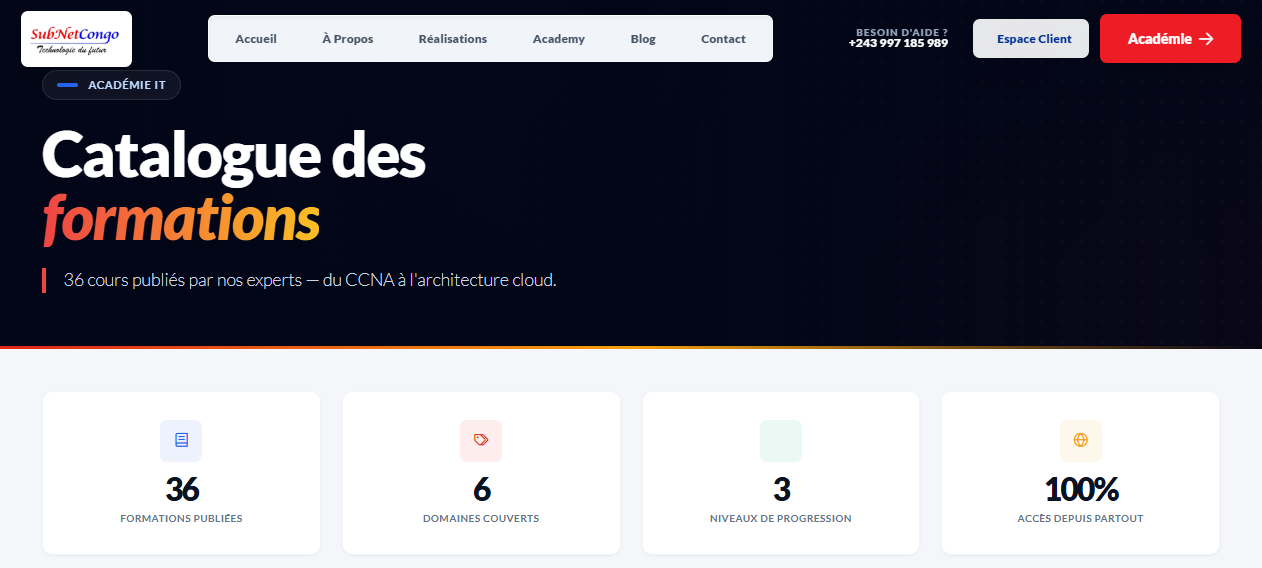 SubNetCongo
Technologie du futur
Accueil
À Propos
Réalisations
Academy
Blog
Contact
BESOIN D'AIDE ?
+243 997 185 989
Espace Client
Académie
ACADÉMIE IT
Catalogue des
formations
36 cours publiés par nos experts — du CCNA à l'architecture cloud.
36
FORMATIONS PUBLIÉES
6
DOMAINES COUVERTS
3
NIVEAUX DE PROGRESSION
100%
ACCÈS DEPUIS PARTOUT